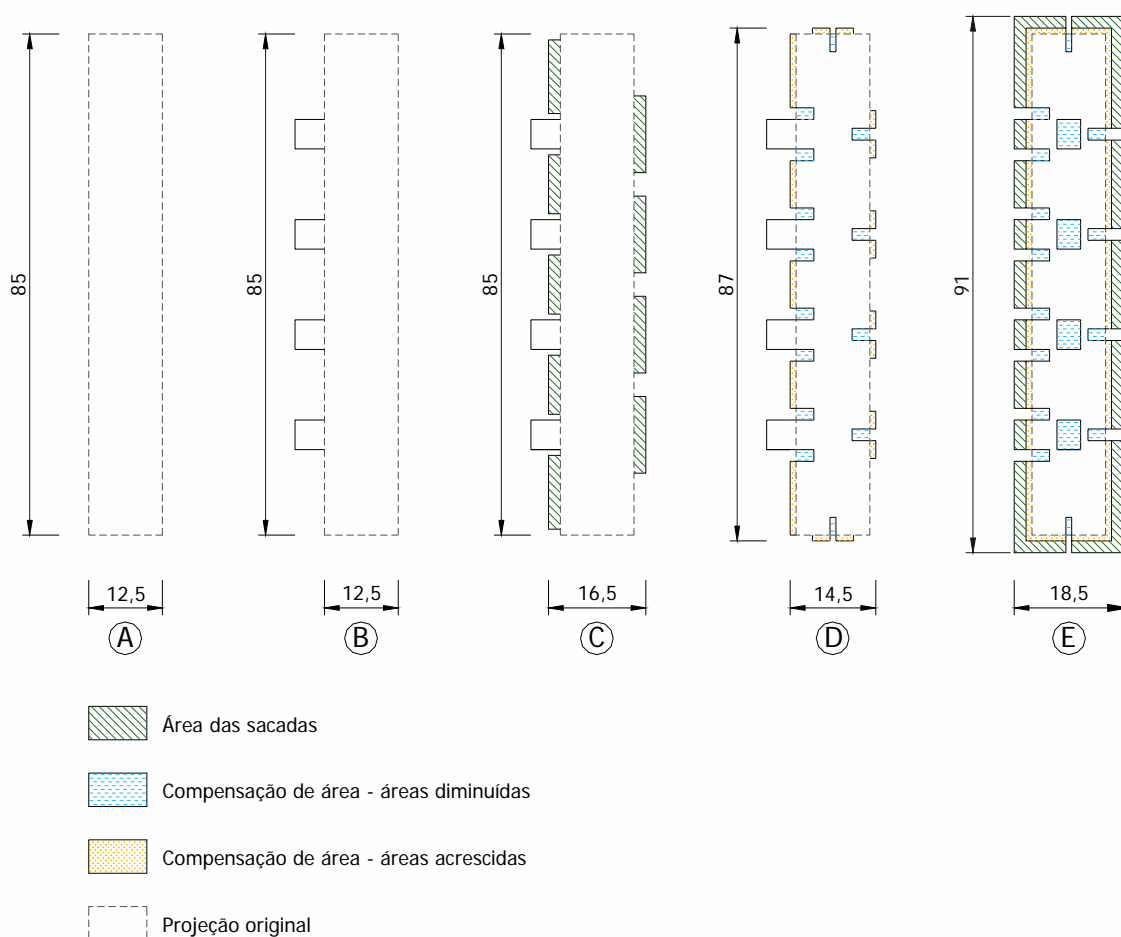 85
85
85
87
91
12,5
12,5
16,5
14,5
18,5
A
B
C
D
E
Área das sacadas
Compensação de área - áreas diminuídas
Compensação de área - áreas acrescidas
Projeção original